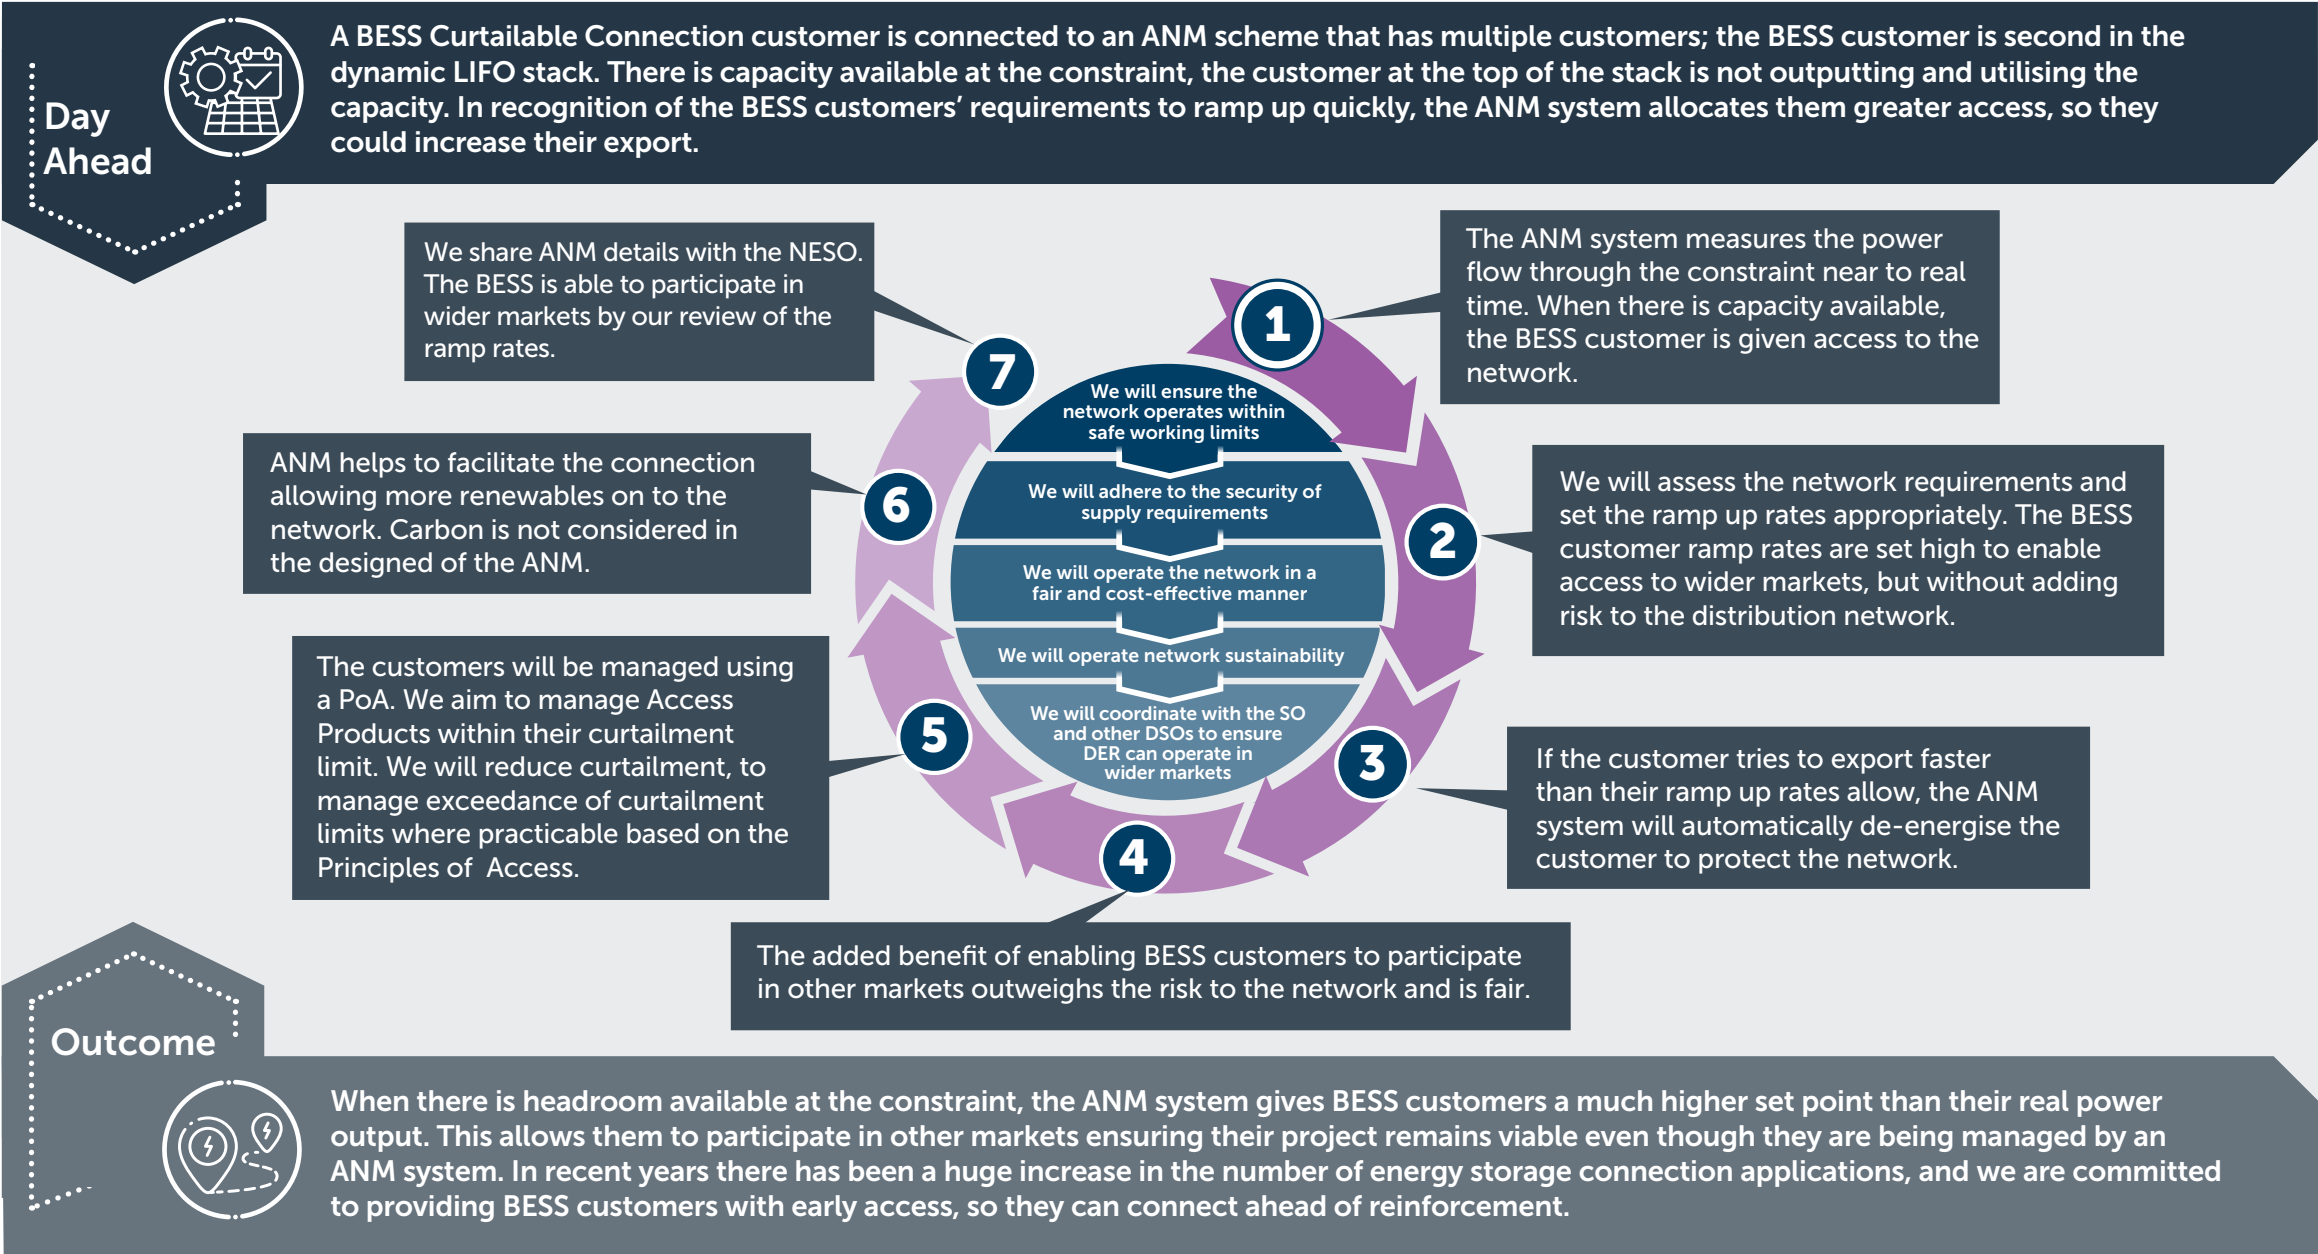 Day
Ahead
A BESS Curtailable Connection customer is connected to an ANM scheme that has multiple customers; the BESS customer is second in the
dynamic LIFO stack. There is capacity available at the constraint, the customer at the top of the stack is not outputting and utilising the
capacity. In recognition of the BESS customers’ requirements to ramp up quickly, the ANM system allocates them greater access, so they
could increase their export.
1
The ANM system measures the power
flow through the constraint near to real
time. When there is capacity available,
the BESS customer is given access to the
network.
2
We will assess the network requirements and
set the ramp up rates appropriately. The BESS
customer ramp rates are set high to enable
access to wider markets, but without adding
risk to the distribution network.
3
If the customer tries to export faster
than their ramp up rates allow, the ANM
system will automatically de-energise the
customer to protect the network.
4
The added benefit of enabling BESS customers to participate
in other markets outweighs the risk to the network and is fair.
5
The customers will be managed using
a PoA. We aim to manage Access
Products within their curtailment
limit. We will reduce curtailment, to
manage exceedance of curtailment
limits where practicable based on the
Principles of  Access.
6
ANM helps to facilitate the connection
allowing more renewables on to the
network. Carbon is not considered in
the designed of the ANM.
7
We share ANM details with the NESO.
The BESS is able to participate in
wider markets by our review of the
ramp rates.
We will ensure the
network operates within
safe working limits
We will adhere to the security of
supply requirements
We will operate the network in a
fair and cost-effective manner
We will operate network sustainability
We will coordinate with the SO
and other DSOs to ensure
DER can operate in
wider markets
Outcome
When there is headroom available at the constraint, the ANM system gives BESS customers a much higher set point than their real power
output. This allows them to participate in other markets ensuring their project remains viable even though they are being managed by an
ANM system. In recent years there has been a huge increase in the number of energy storage connection applications, and we are committed
to providing BESS customers with early access, so they can connect ahead of reinforcement.